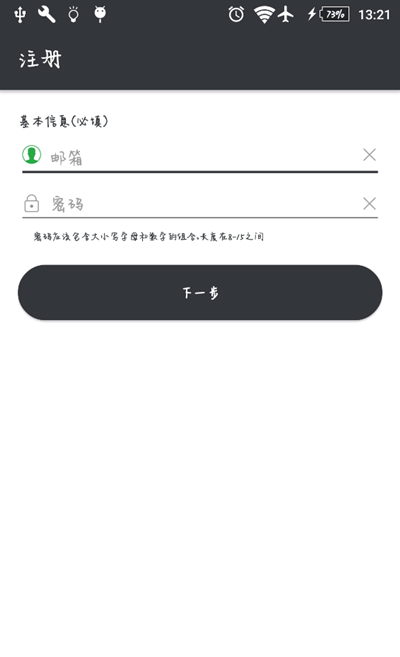 73% 13:21
注册
基本信息(必填)
邮箱
密码
密码应该包含大小写字母和数字的组合,长度在8-15之间
下一步